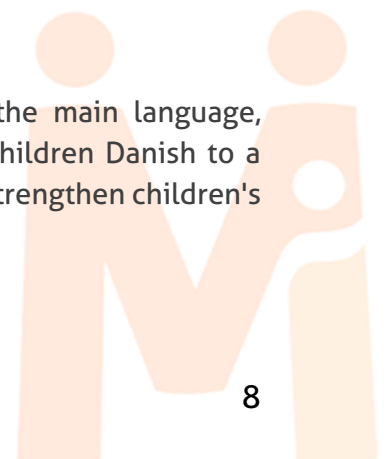 the main language,
hildren Danish to a
trengthen children's
8